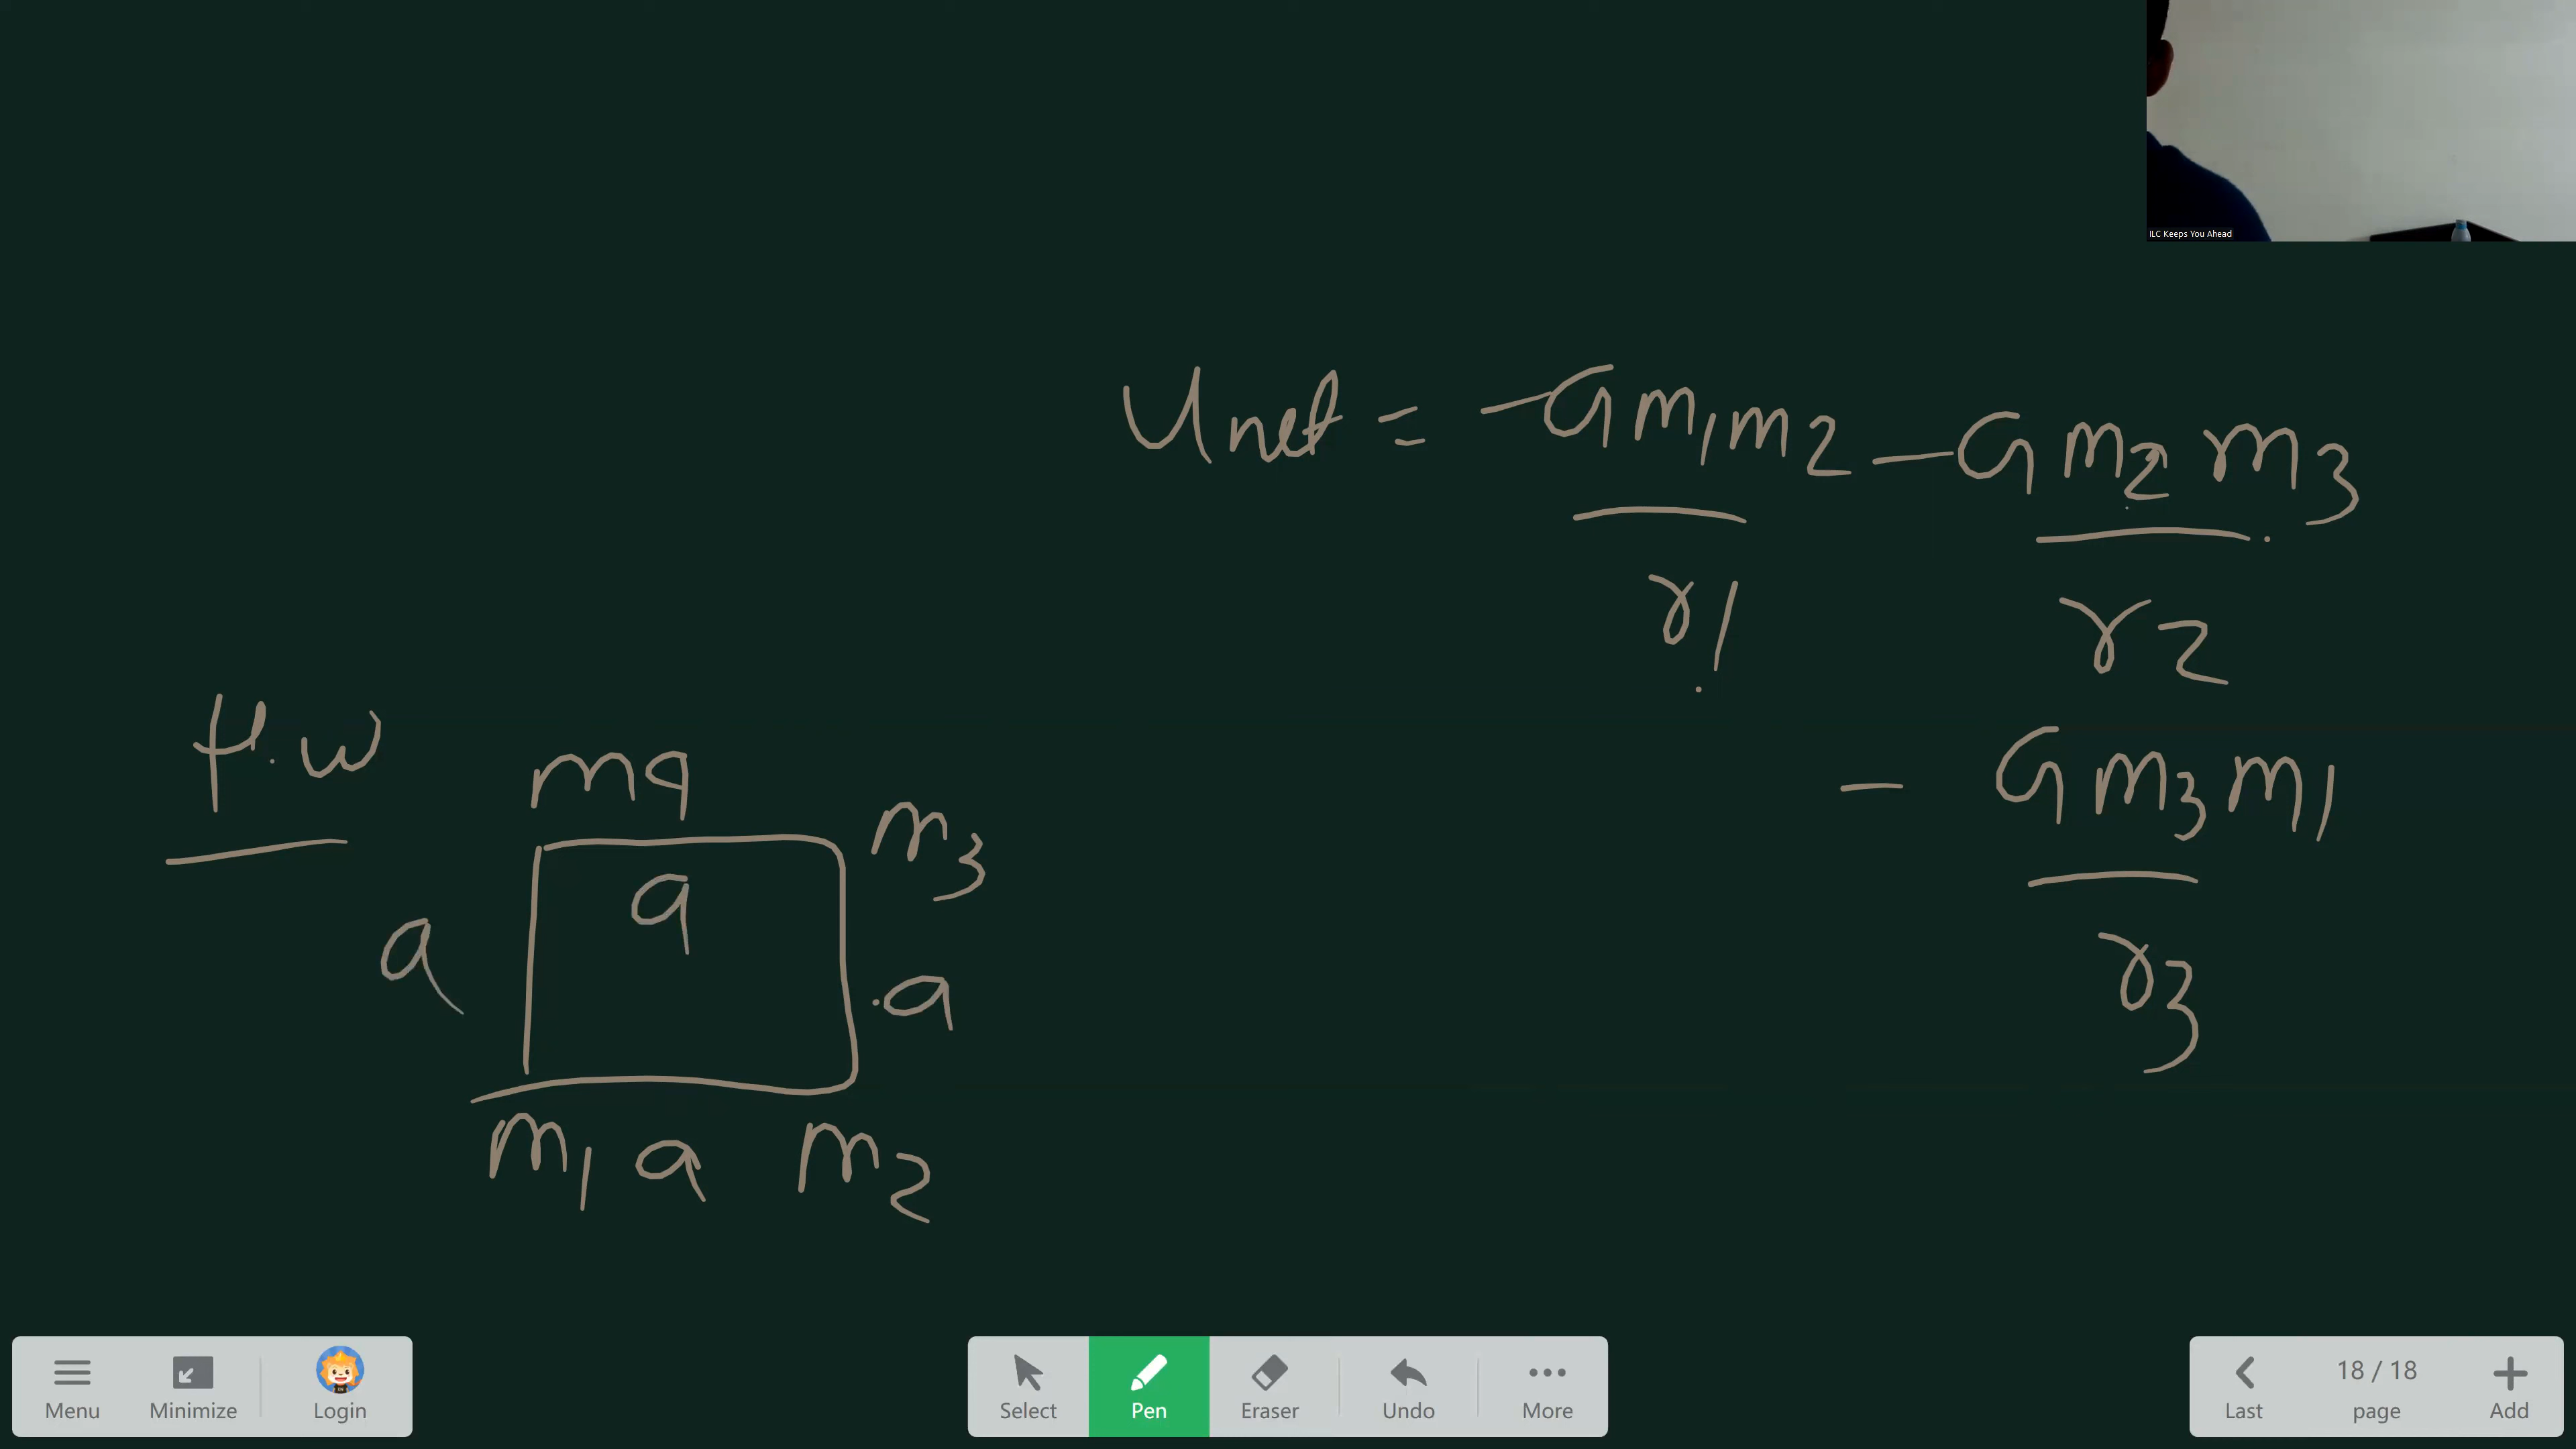 ILC Keeps You Ahead
Unet = -Gm1m2 - Gm2m3
r1 r2
- Gm3m1
r3
H.W
m4
m3
a
a
a
m1 a m2
Menu Minimize Login
Select Pen Eraser Undo More
Last 18 / 18 page Add